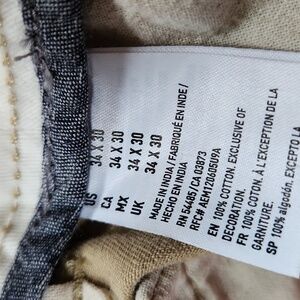 US 34 X 30
CA 34 X 30
MX 34 X 30
UK 34 X 30
MADE IN INDIA / FABRIQUÉ EN INDE /
HECHO EN INDIA
RN 54485 / CA 03873
RFC# AEM120605U9A
EN 100% COTTON. EXCLUSIVE OF
DECORATION.
FR 100% COTON. À L'EXCEPTION DE LA
GARNITURE.
SP 100% algodón. EXCEPTO